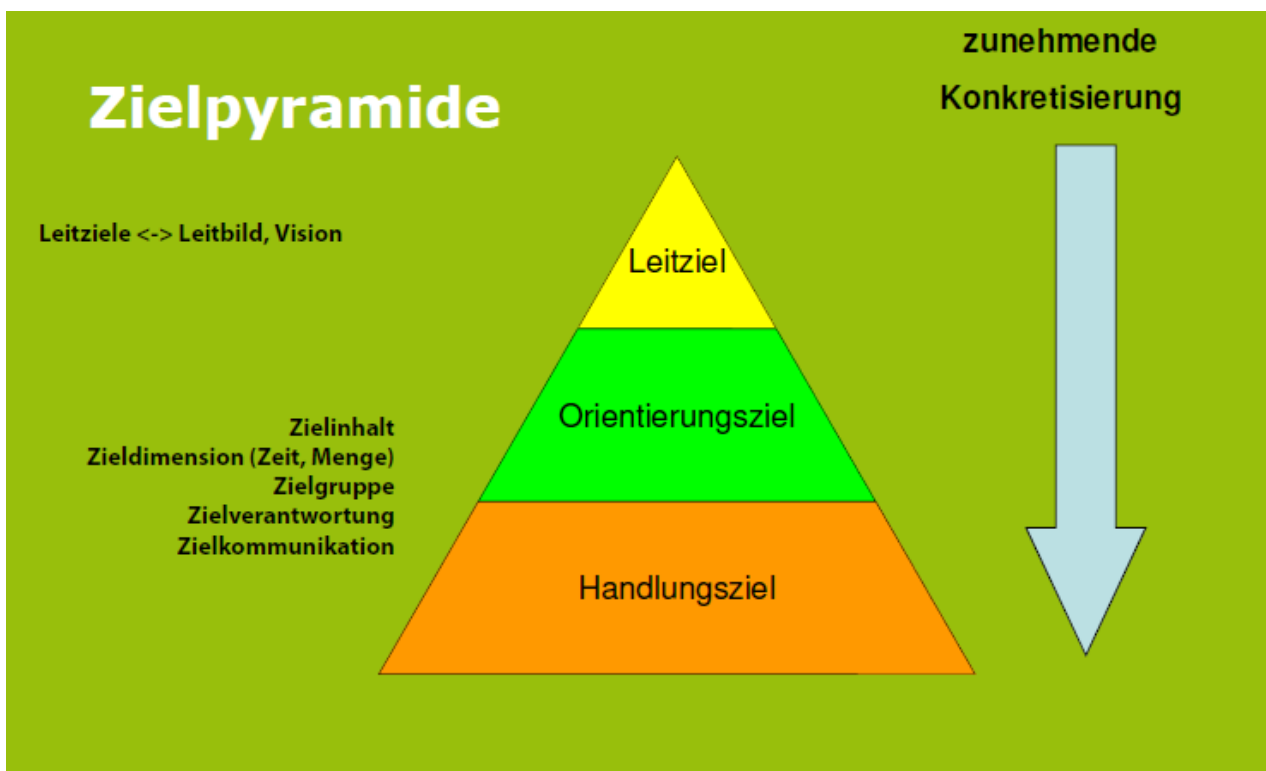 zunehmende
Konkretisierung
Zielpyramide
Leitziele <-> Leitbild, Vision
Leitziel
Orientierungsziel
Zielinhalt
Zieldimension (Zeit, Menge)
Zielgruppe
Zielverantwortung
Zielkommunikation
Handlungsziel